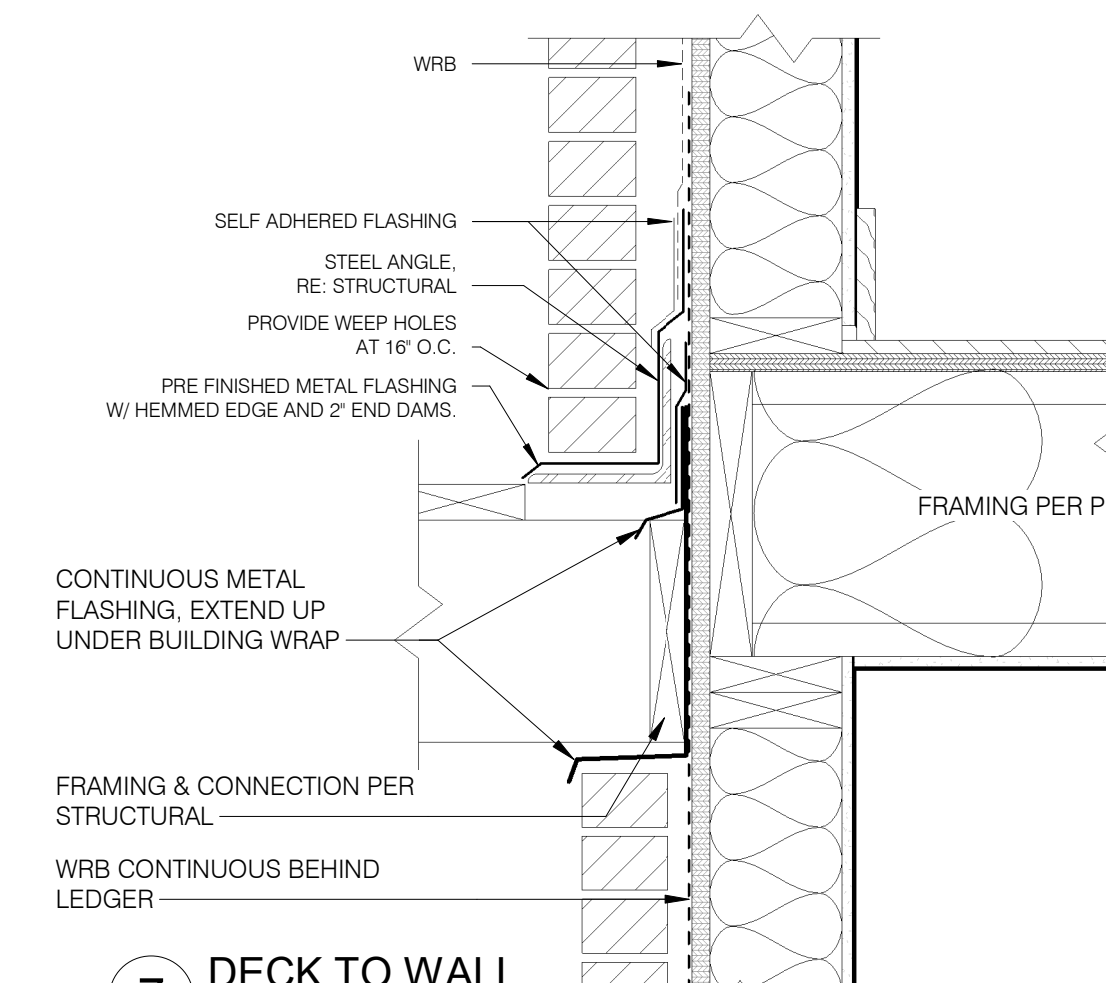 WRB
SELF ADHERED FLASHING
STEEL ANGLE,
RE: STRUCTURAL
PROVIDE WEEP HOLES
AT 16" O.C.
PRE FINISHED METAL FLASHING
W/ HEMMED EDGE AND 2" END DAMS.
FRAMING PER P
CONTINUOUS METAL
FLASHING, EXTEND UP
UNDER BUILDING WRAP
FRAMING & CONNECTION PER
STRUCTURAL
WRB CONTINUOUS BEHIND
LEDGER
DECK TO WALL